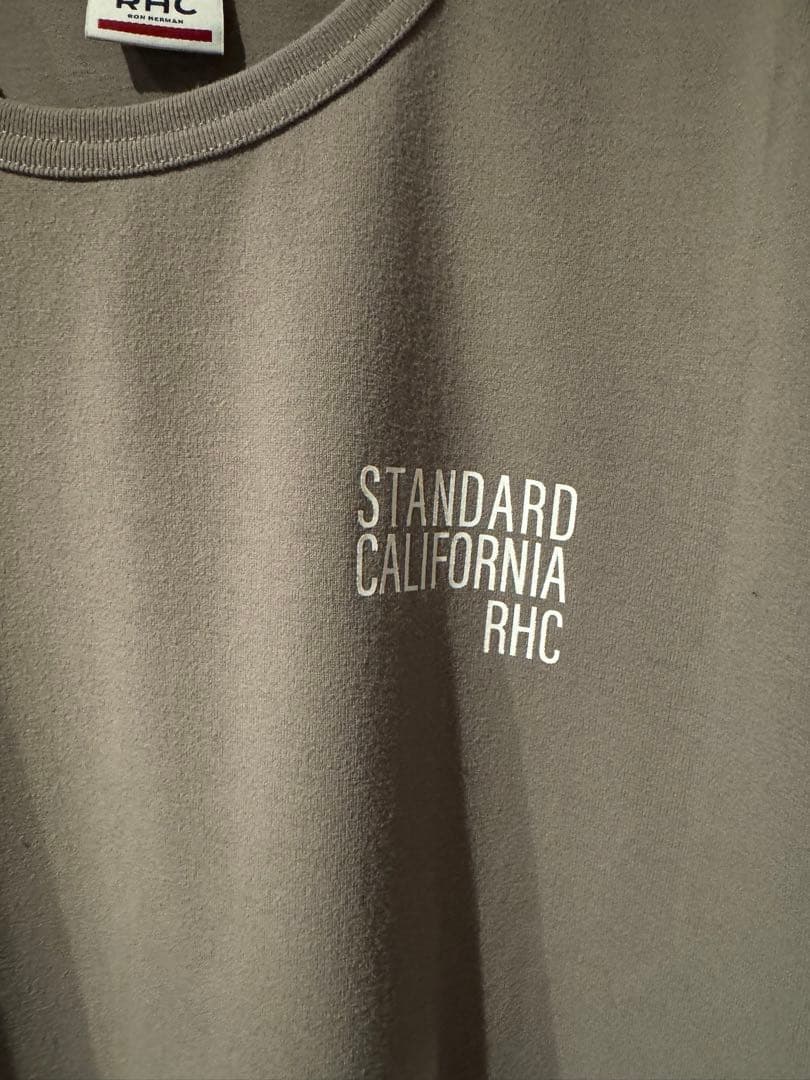 RHC
RON HERMAN
STANDARD
CALIFORNIA
RHC